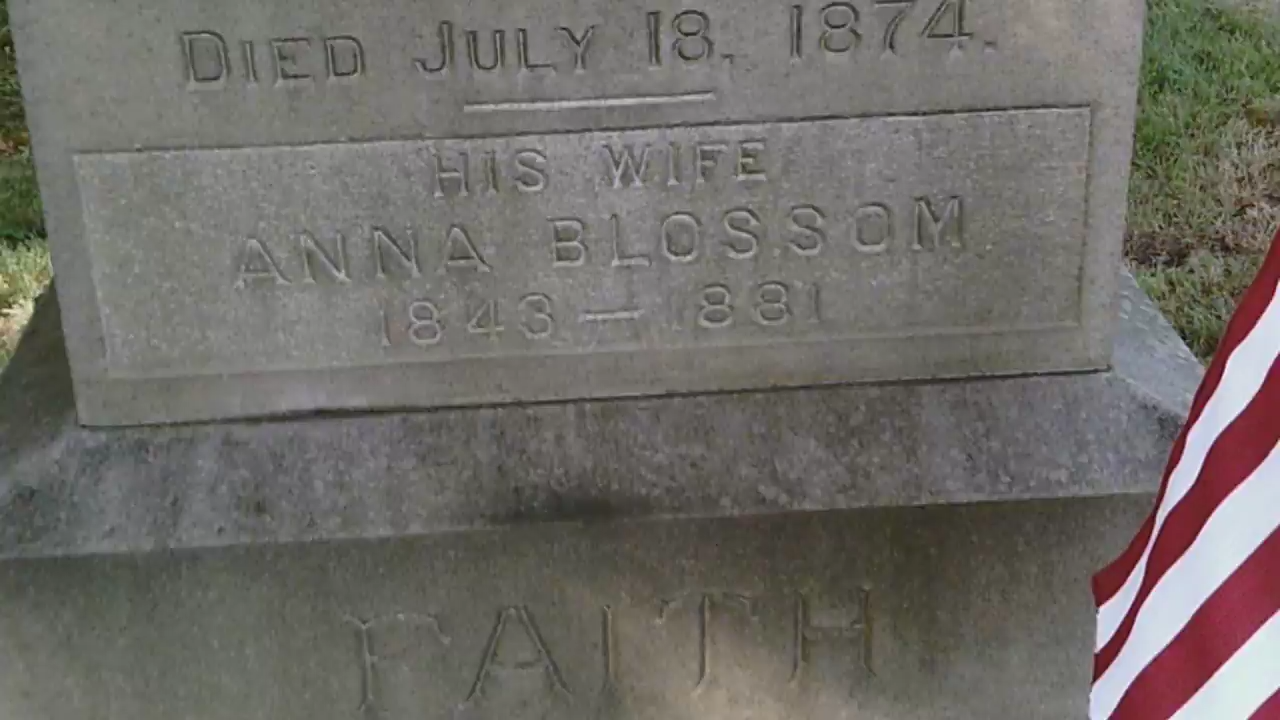 DIED JULY 18, 1874.
HIS WIFE
ANNA BLOSSOM
1843 — 1881
FAITH